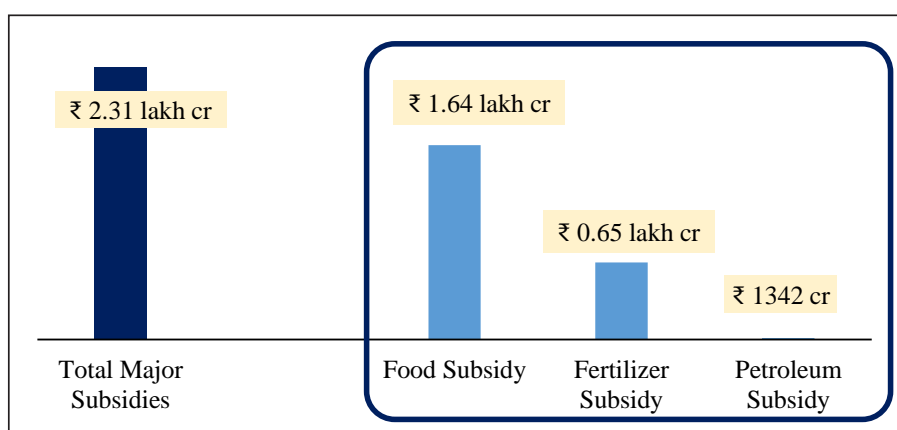 ₹ 2.31 lakh cr
₹ 1.64 lakh cr
₹ 0.65 lakh cr
₹ 1342 cr
Total Major
Subsidies
Food Subsidy
Fertilizer
Subsidy
Petroleum
Subsidy